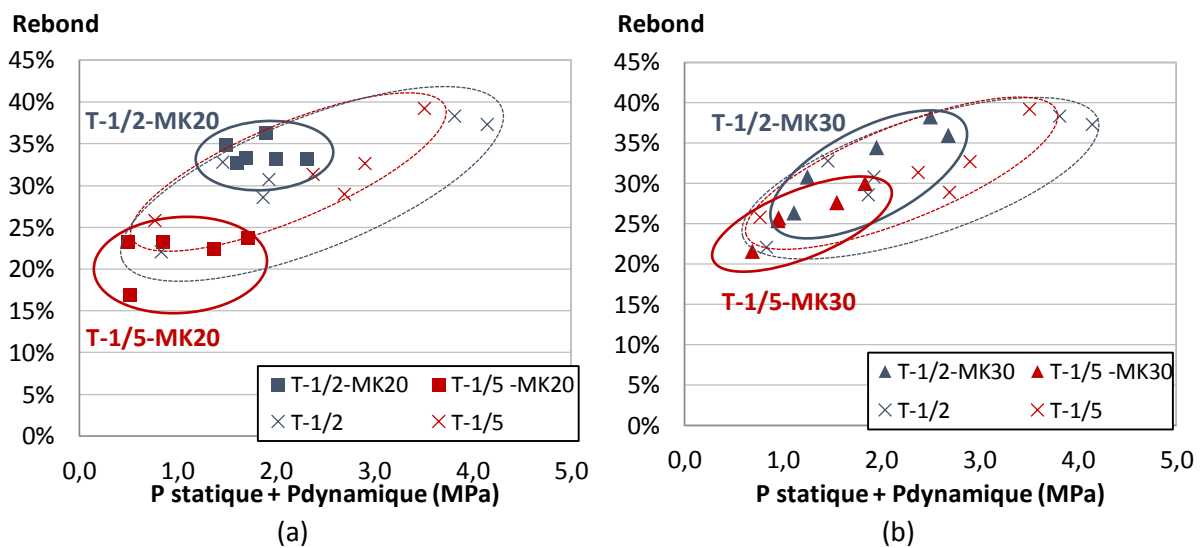 Rebond
45%
40%
35%
30%
25%
20%
15%
10%
5%
0%
T-1/2-MK20
T-1/5-MK20
T-1/2-MK20 T-1/5 -MK20
T-1/2 T-1/5
0,0 1,0 2,0 3,0 4,0 5,0
P statique + Pdynamique (MPa)
(a)
Rebond
45%
40%
35%
30%
25%
20%
15%
10%
5%
0%
T-1/2-MK30
T-1/5-MK30
T-1/2-MK30 T-1/5 -MK30
T-1/2 T-1/5
0,0 1,0 2,0 3,0 4,0 5,0
P statique + Pdynamique (MPa)
(b)